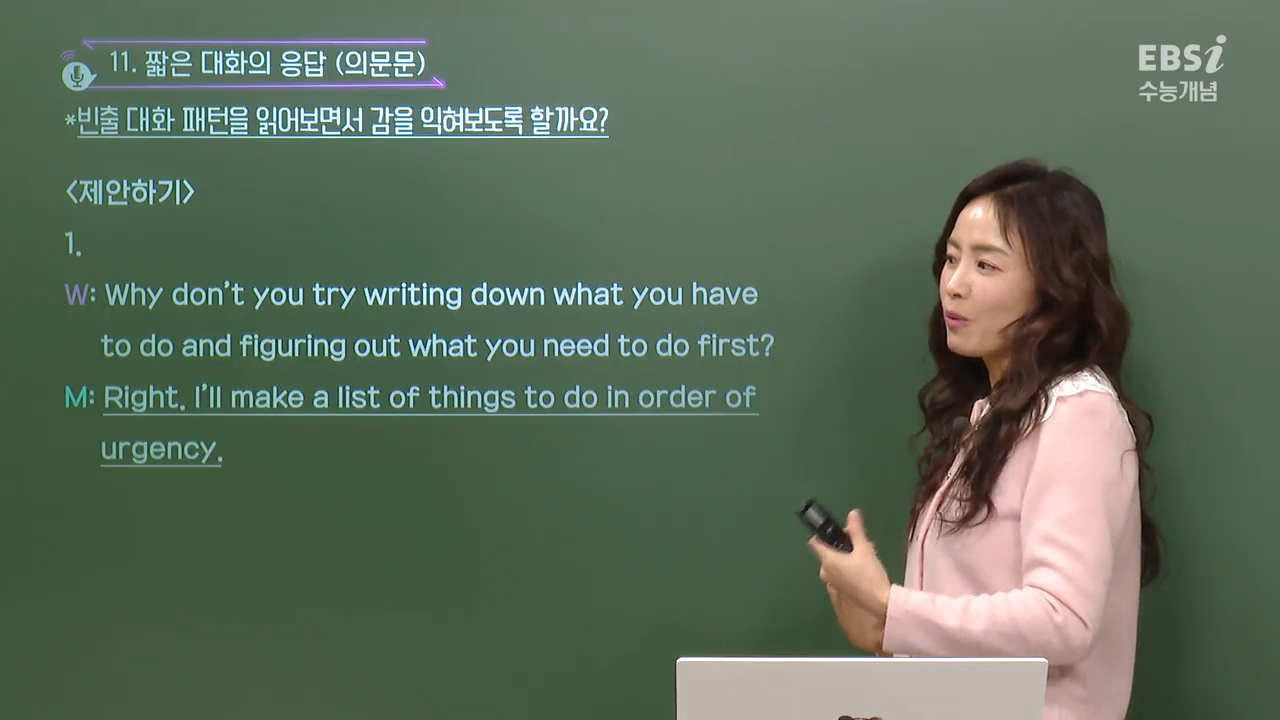 11. 짧은 대화의 응답 (의문문)
EBSi
수능개념
*빈출 대화 패턴을 읽어보면서 감을 익혀보도록 할까요?
<제안하기>
1.
W: Why don't you try writing down what you have
to do and figuring out what you need to do first?
M: Right. I'll make a list of things to do in order of
urgency.